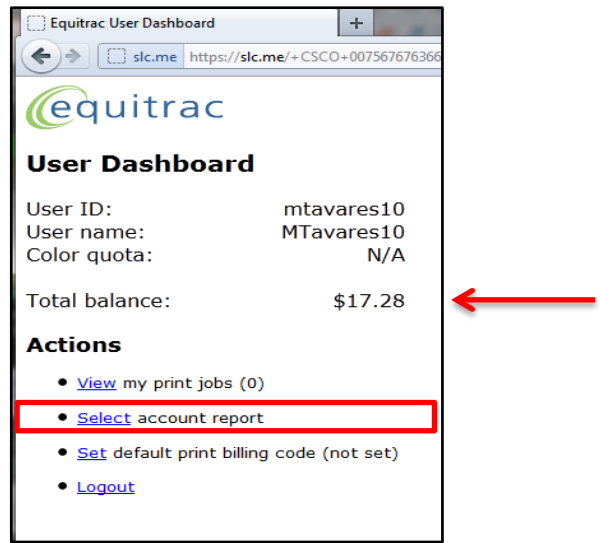 Equitrac User Dashboard
slc.me https://slc.me/+CSCO+007567676366
equitrac
User Dashboard
User ID: mtavares10
User name: MTavares10
Color quota: N/A
Total balance: $17.28
Actions
View my print jobs (0)
Select account report
Set default print billing code (not set)
Logout